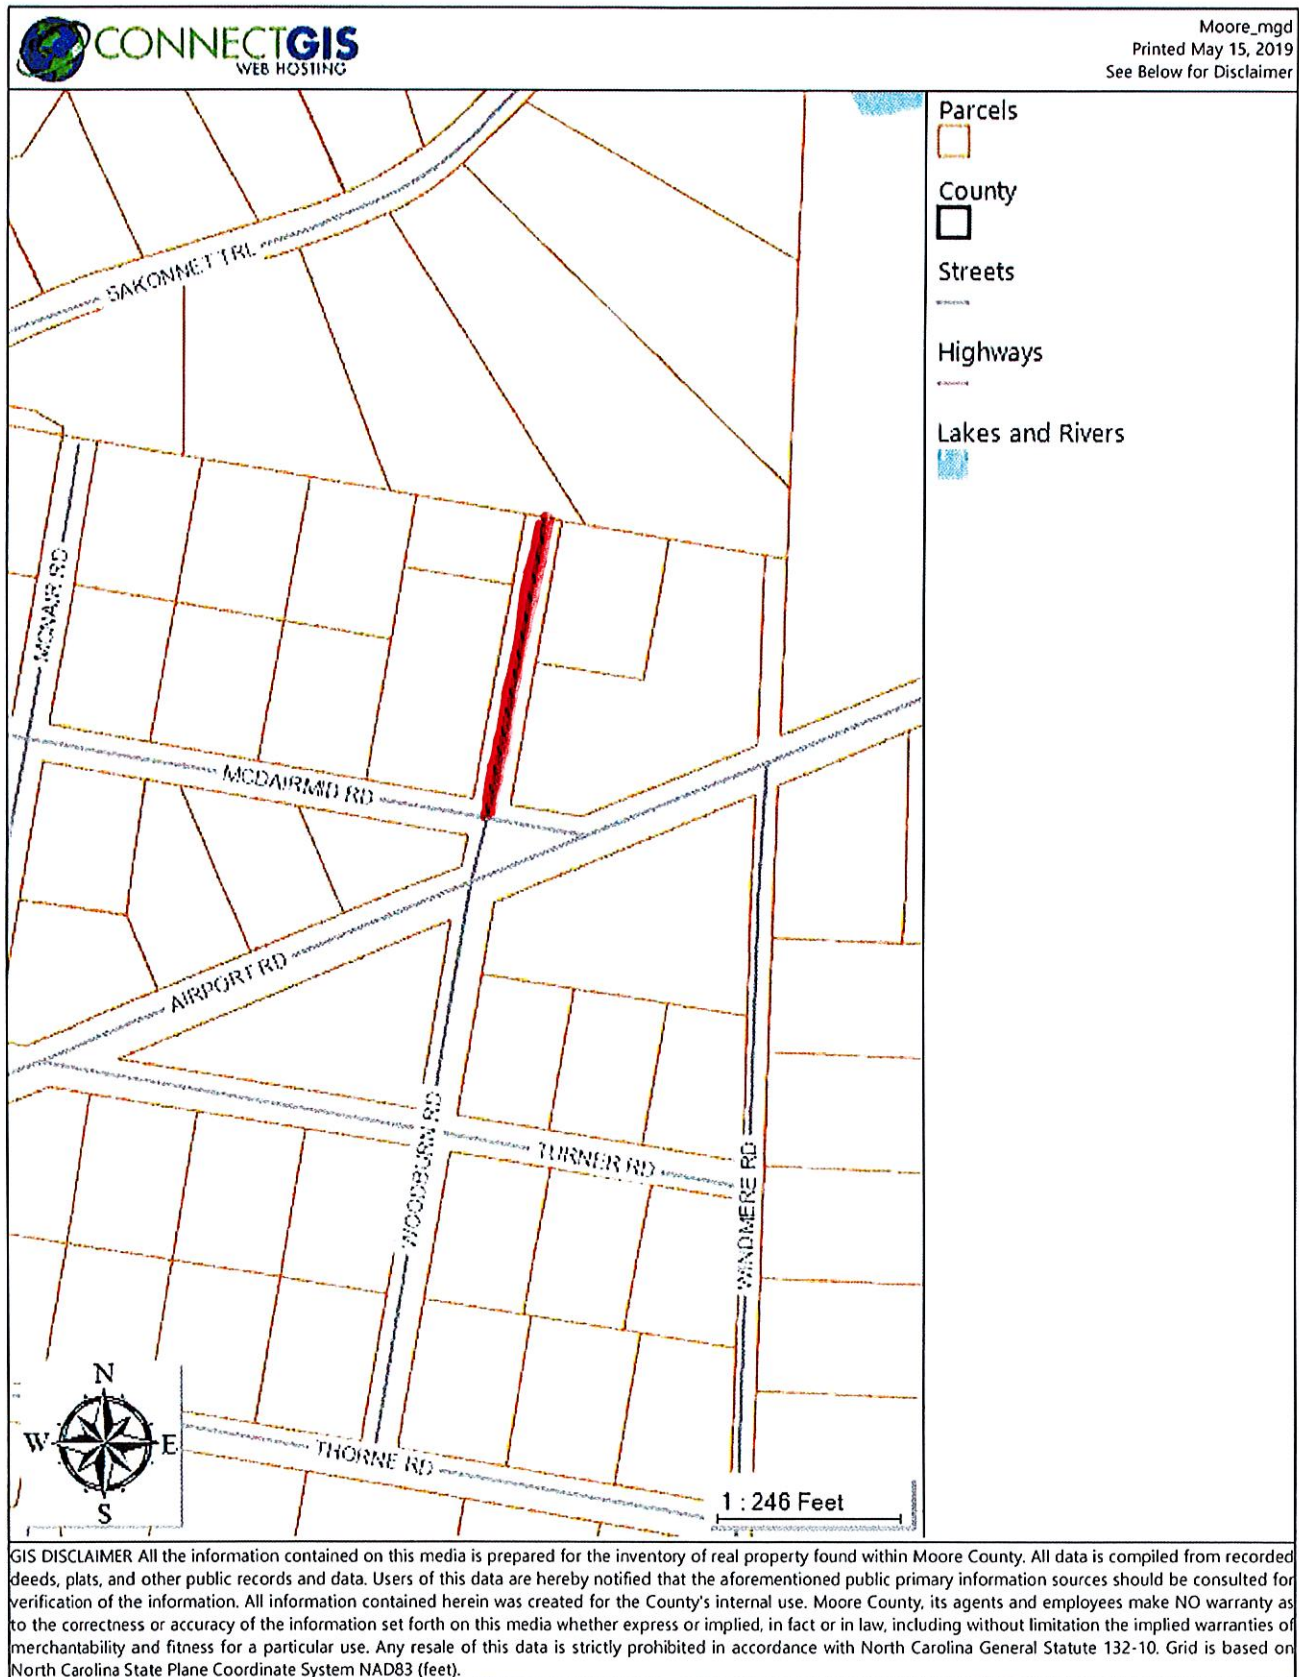 CONNECTGIS
WEB HOSTING
Moore_mgd
Printed May 15, 2019
See Below for Disclaimer
Parcels
County
Streets
Highways
Lakes and Rivers
SAKONNET TRL
MCNAIR RD
MCDAIRMID RD
AIRPORT RD
WOODBURN RD
TURNER RD
WINDMERE RD
THORNE RD
N
W E
S
1 : 246 Feet
GIS DISCLAIMER All the information contained on this media is prepared for the inventory of real property found within Moore County. All data is compiled from recorded
deeds, plats, and other public records and data. Users of this data are hereby notified that the aforementioned public primary information sources should be consulted for
verification of the information. All information contained herein was created for the County's internal use. Moore County, its agents and employees make NO warranty as
to the correctness or accuracy of the information set forth on this media whether express or implied, in fact or in law, including without limitation the implied warranties of
merchantability and fitness for a particular use. Any resale of this data is strictly prohibited in accordance with North Carolina General Statute 132-10. Grid is based on
North Carolina State Plane Coordinate System NAD83 (feet).